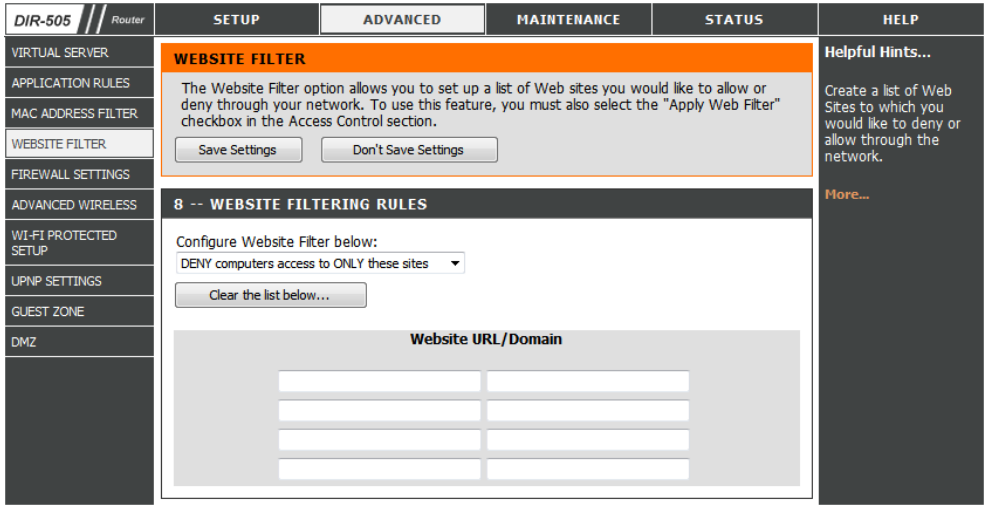 DIR-505 // Router
SETUP
ADVANCED
MAINTENANCE
STATUS
HELP
VIRTUAL SERVER
APPLICATION RULES
MAC ADDRESS FILTER
WEBSITE FILTER
FIREWALL SETTINGS
ADVANCED WIRELESS
WI-FI PROTECTED
SETUP
UPNP SETTINGS
GUEST ZONE
DMZ
WEBSITE FILTER
The Website Filter option allows you to set up a list of Web sites you would like to allow or
deny through your network. To use this feature, you must also select the "Apply Web Filter"
checkbox in the Access Control section.
Save Settings
Don't Save Settings
8 -- WEBSITE FILTERING RULES
Configure Website Filter below:
DENY computers access to ONLY these sites
Clear the list below...
Website URL/Domain
Helpful Hints...
Create a list of Web
Sites to which you
would like to deny or
allow through the
network.
More...